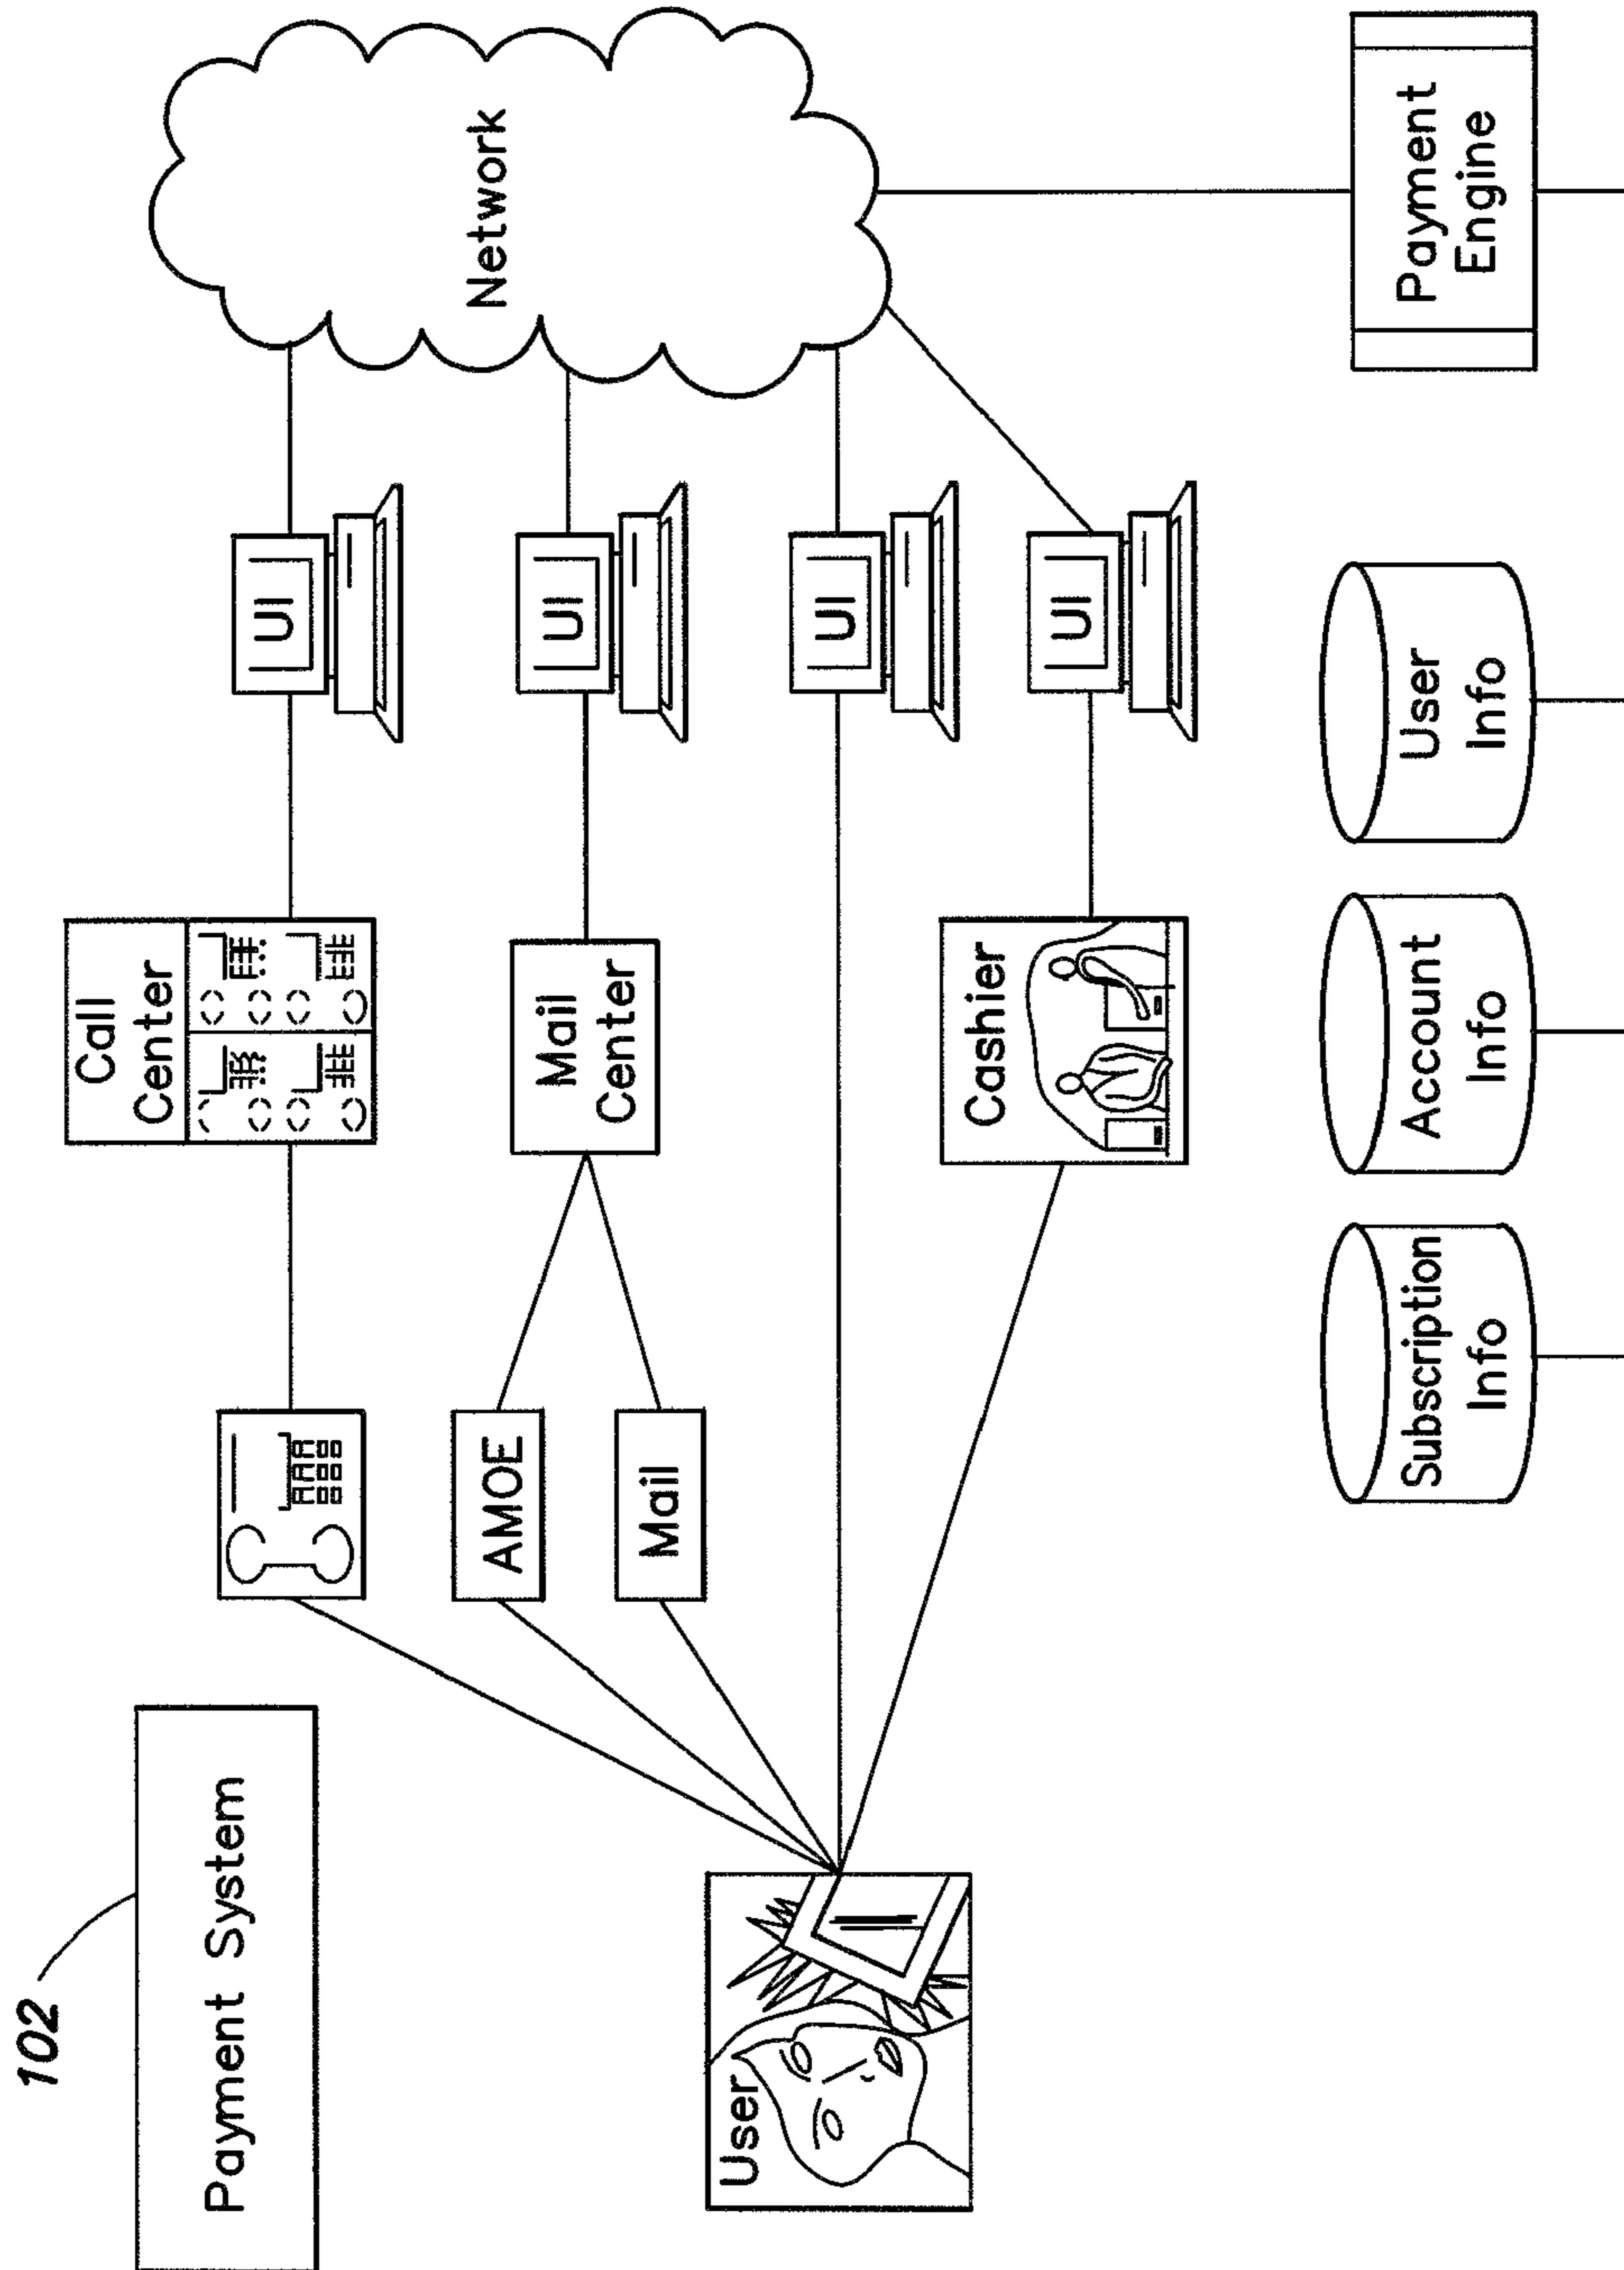 102
Payment System
Call
Center
UI
Network
AMOE
Mail
Mail
Center
UI
User
UI
Cashier
UI
Subscription
Info
Account
Info
User
Info
Payment
Engine